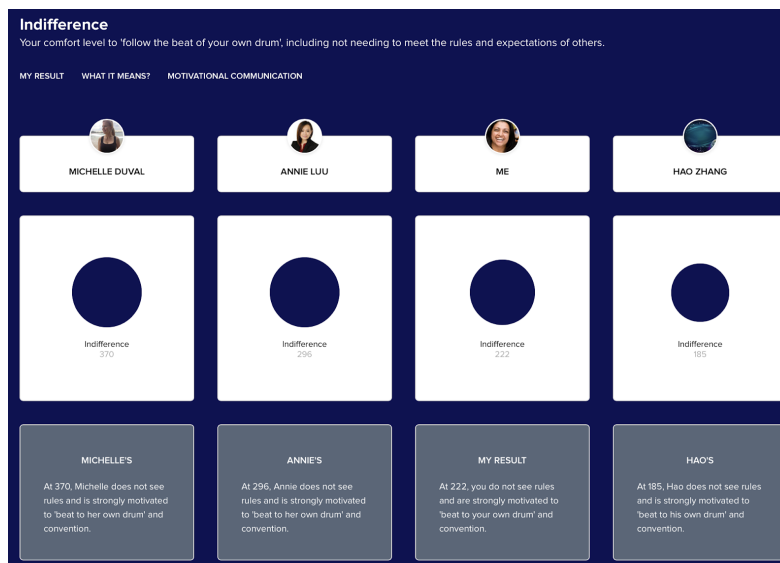 Indifference
Your comfort level to 'follow the beat of your own drum', including not needing to meet the rules and expectations of others.
MY RESULT WHAT IT MEANS? MOTIVATIONAL COMMUNICATION
MICHELLE DUVAL
ANNIE LUU
ME
HAO ZHANG
Indifference
370
Indifference
296
Indifference
222
Indifference
185
MICHELLE'S
At 370, Michelle does not see
rules and is strongly motivated
to 'beat to her own drum' and
convention.
ANNIE'S
At 296, Annie does not see
rules and is strongly motivated
to 'beat to her own drum' and
convention.
MY RESULT
At 222, you do not see rules
and are strongly motivated to
'beat to your own drum' and
convention.
HAO'S
At 185, Hao does not see rules
and is strongly motivated to
'beat to his own drum' and
convention.